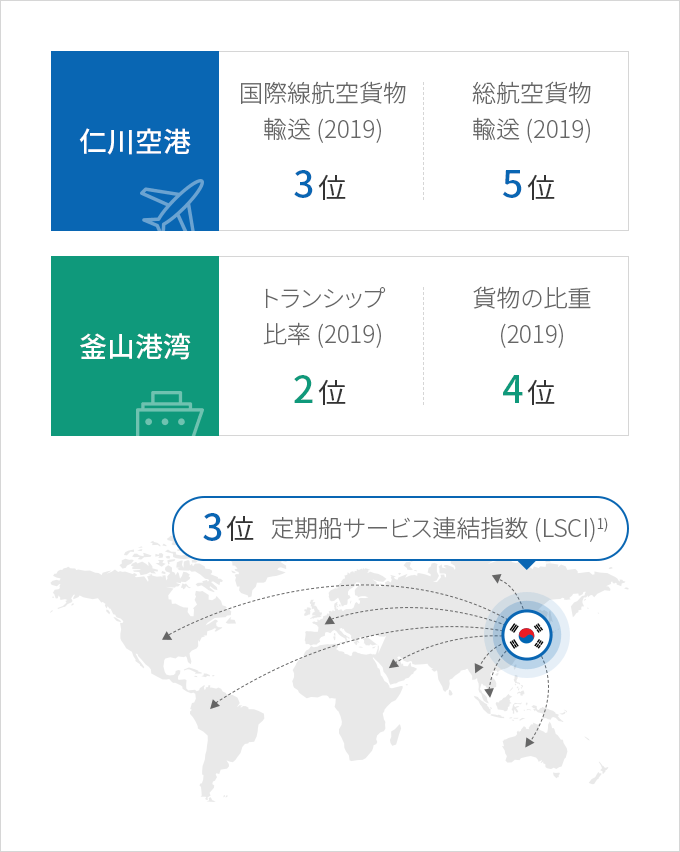 仁川空港
国際線航空貨物
輸送 (2019)
3位
総航空貨物
輸送 (2019)
5位
釜山港湾
トランシップ
比率 (2019)
2位
貨物の比重
(2019)
4位
3位 定期船サービス連結指数 (LSCI)1)